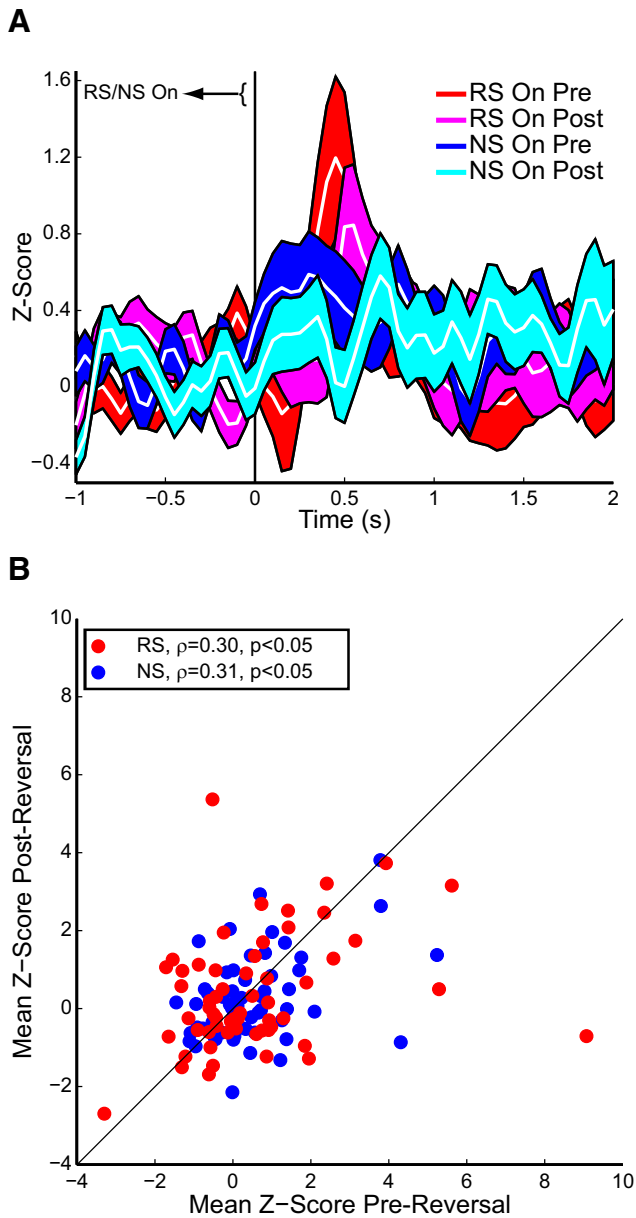 A
RS/NS On
{
RS On Pre
RS On Post
NS On Pre
NS On Post
Z-Score
1.6
1.2
0.8
0.4
0
−0.4
−1
−0.5
0
0.5
1
1.5
2
Time (s)
B
RS, ρ=0.30, p<0.05
NS, ρ=0.31, p<0.05
Mean Z−Score Post−Reversal
10
8
6
4
2
0
−2
−4
−4
−2
0
2
4
6
8
10
Mean Z−Score Pre−Reversal